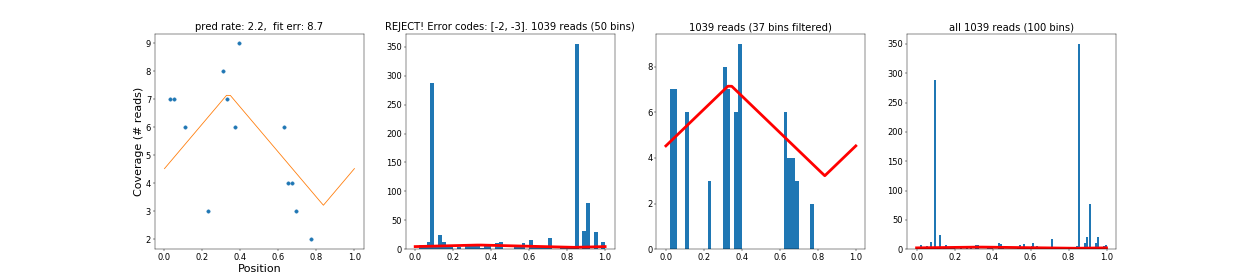 pred rate: 2.2, fit err: 8.7
REJECT! Error codes: [-2, -3]. 1039 reads (50 bins)
1039 reads (37 bins filtered)
all 1039 reads (100 bins)
Coverage (# reads)
9
8
7
6
5
4
3
2
0.0 0.2 0.4 0.6 0.8 1.0
Position
350
300
250
200
150
100
50
0
0.0 0.2 0.4 0.6 0.8 1.0
8
6
4
2
0
0.0 0.2 0.4 0.6 0.8 1.0
350
300
250
200
150
100
50
0
0.0 0.2 0.4 0.6 0.8 1.0